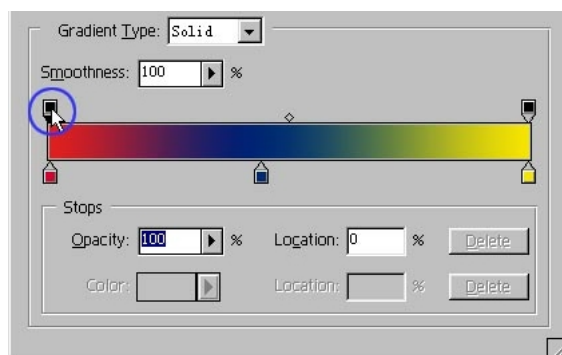 Gradient Type: Solid
Smoothness: 100 %
Stops
Opacity: 100 % Location: 0 % Delete
Color: Location: % Delete